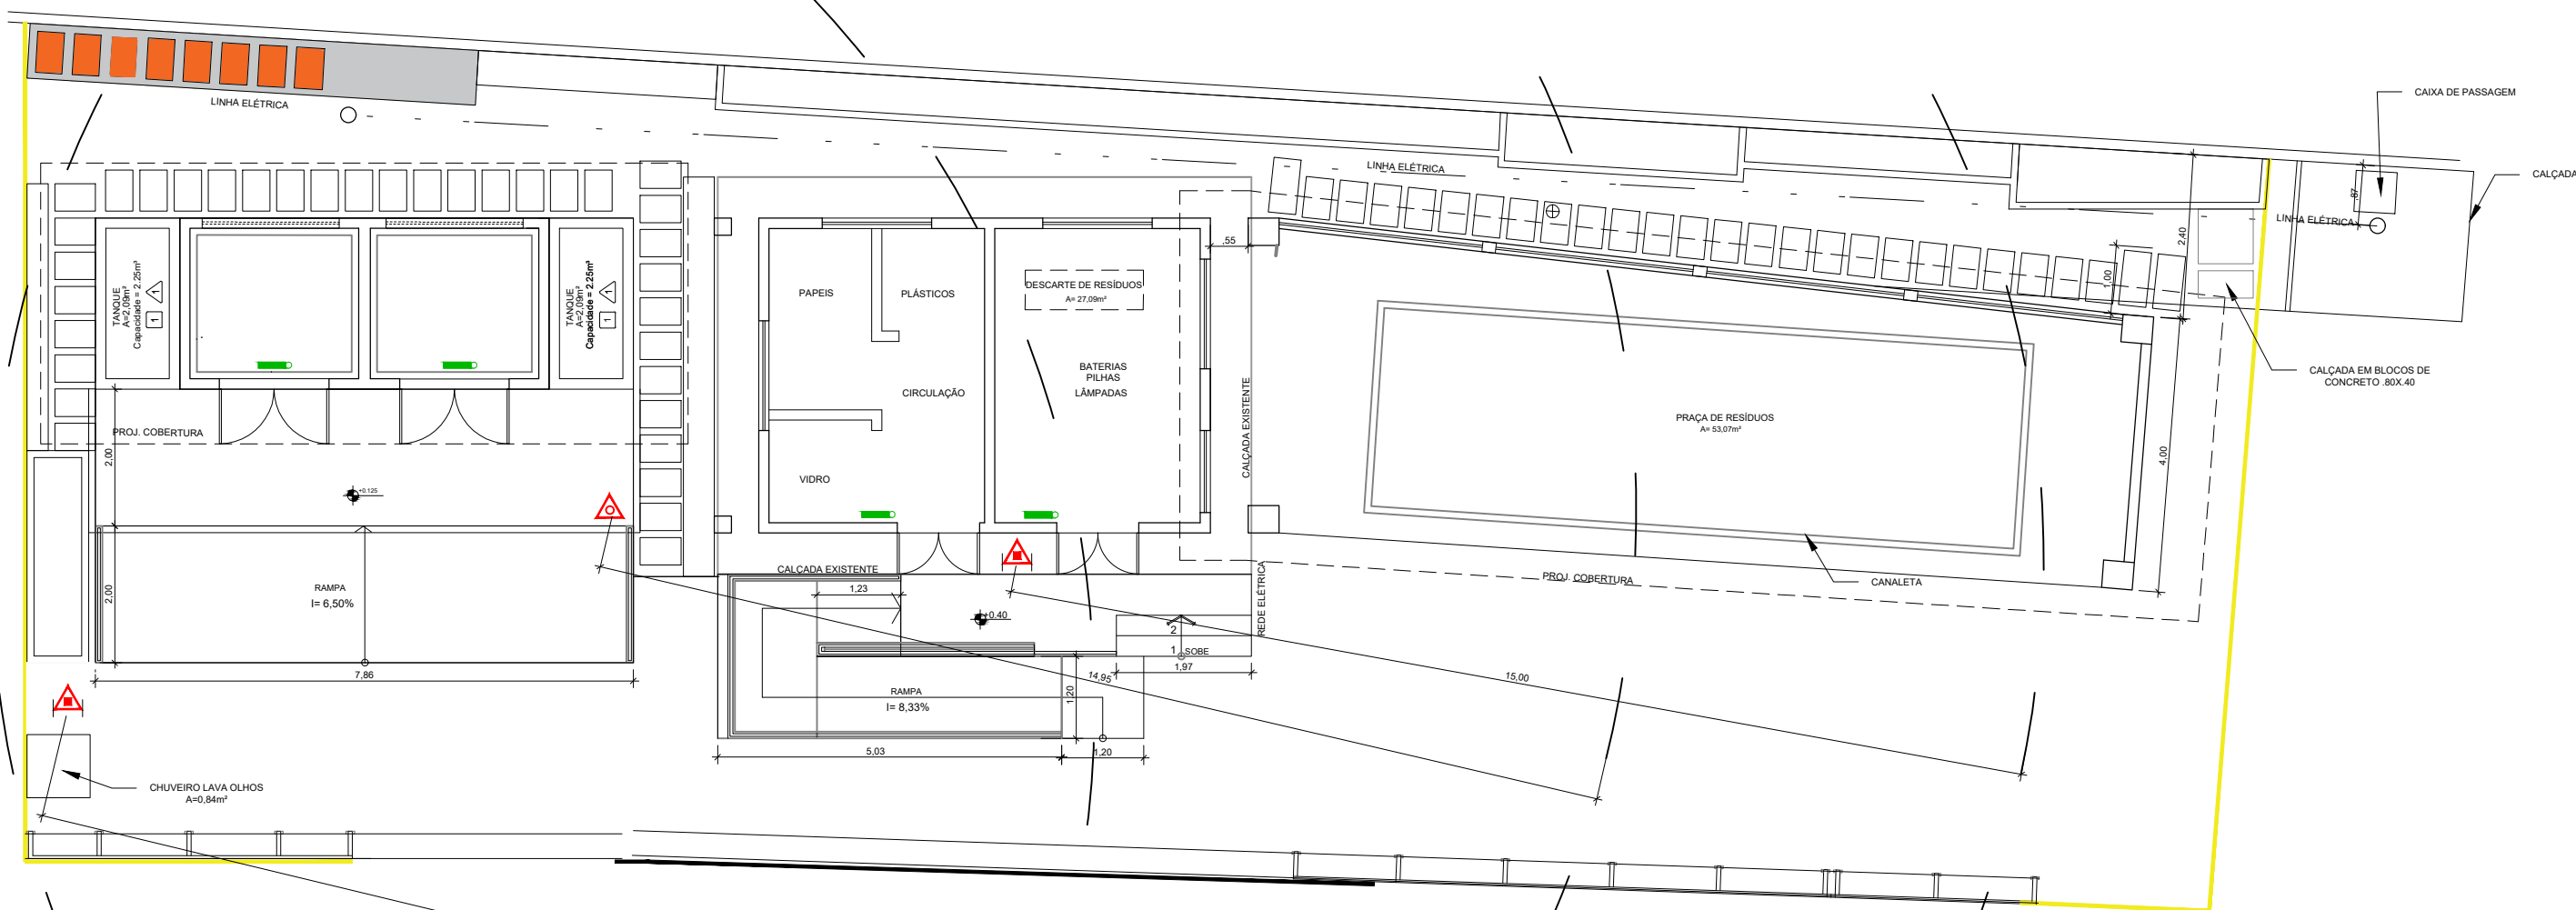 CAIXA DE PASSAGEM
LINHA ELÉTRICA
LINHA ELÉTRICA
CALÇADA
,87
LINHA ELÉTRICA
2,40
,55
1,00
TANQUE
A=2,09m²
Capacidade = 2.25m³
1
1
TANQUE
A=2,09m²
Capacidade = 2.25m³
1
1
PAPEIS
PLÁSTICOS
DESCARTE DE RESÍDUOS
A= 27,09m²
BATERIAS
PILHAS
LÂMPADAS
CIRCULAÇÃO
CALÇADA EXISTENTE
CALÇADA EM BLOCOS DE
CONCRETO .80X.40
PRAÇA DE RESÍDUOS
A= 53,07m²
PROJ. COBERTURA
2,00
4,00
VIDRO
+0.125
CALÇADA EXISTENTE
PROJ. COBERTURA
CANALETA
RAMPA
I= 6,50%
2,00
1,23
+0.40
REDE ELÉTRICA
2
1
SOBE
7,86
14,95
1,97
15,00
RAMPA
I= 8,33%
1,20
5,03
1,20
CHUVEIRO LAVA OLHOS
A=0,84m²